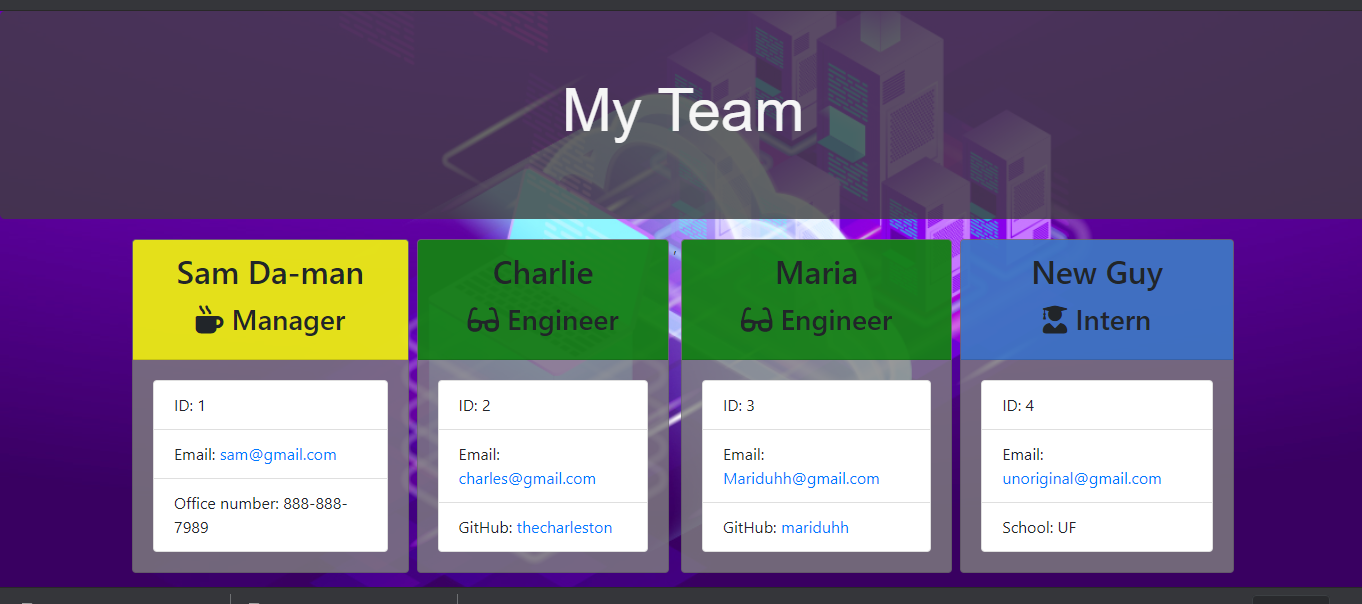 My Team
Sam Da-man
Manager
ID: 1
Email: sam@gmail.com
Office number: 888-888-
7989
Charlie
Engineer
ID: 2
Email:
charles@gmail.com
GitHub: thecharleston
Maria
Engineer
ID: 3
Email:
Mariduhh@gmail.com
GitHub: mariduhh
New Guy
Intern
ID: 4
Email:
unoriginal@gmail.com
School: UF